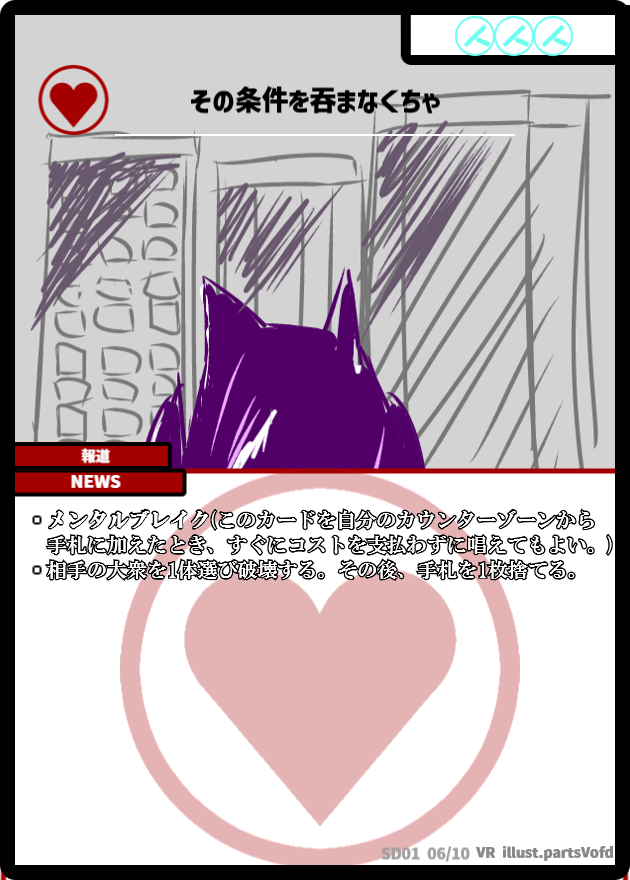 人人人
その条件を呑まなくちゃ
報道
NEWS
メンタルブレイク(このカードを自分のカウンターゾーンから
手札に加えたとき、すぐにコストを支払わずに唱えてもよい。)
相手の大衆を1体選び破壊する。その後、手札を1枚捨てる。
SD01 06/10 VR illust.partsVofd